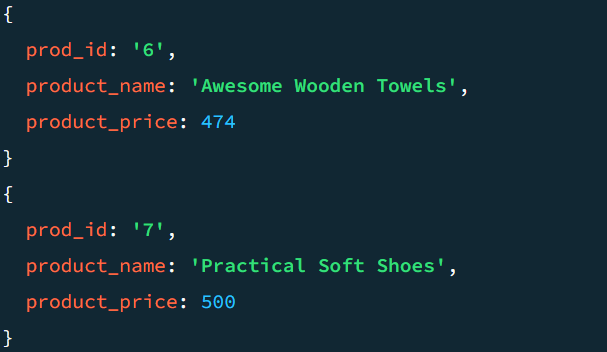 {
  prod_id: '6',
  product_name: 'Awesome Wooden Towels',
  product_price: 474
}
{
  prod_id: '7',
  product_name: 'Practical Soft Shoes',
  product_price: 500
}